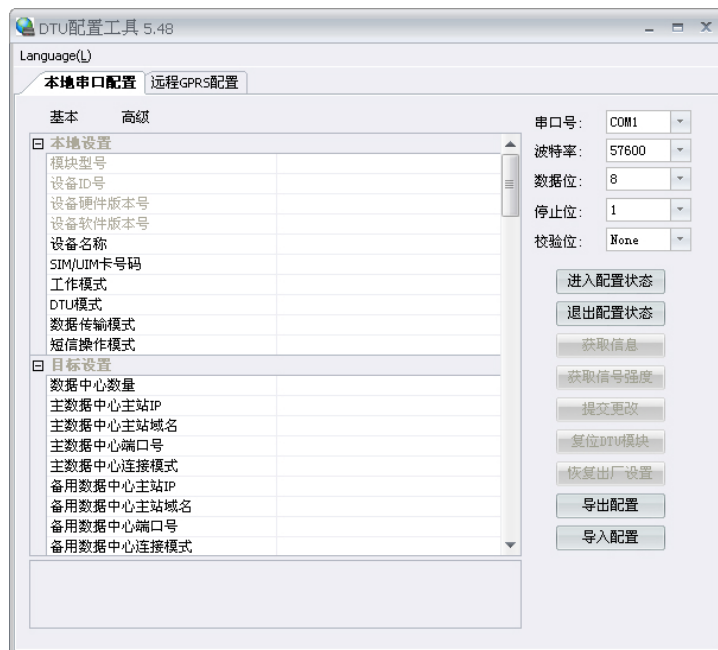 DTU配置工具 5.48
Language(L)
本地串口配置 远程GPRS配置
基本 高级
本地设置
模块型号
设备ID号
设备硬件版本号
设备软件版本号
设备名称
SIM/UIM卡号码
工作模式
DTU模式
数据传输模式
短信操作模式
目标设置
数据中心数量
主数据中心主站IP
主数据中心主站域名
主数据中心端口号
主数据中心连接模式
备用数据中心主站IP
备用数据中心主站域名
备用数据中心端口号
备用数据中心连接模式
串口号: COM1
波特率: 57600
数据位: 8
停止位: 1
校验位: None
进入配置状态
退出配置状态
获取信息
获取信号强度
提交更改
复位DTU模块
恢复出厂设置
导出配置
导入配置